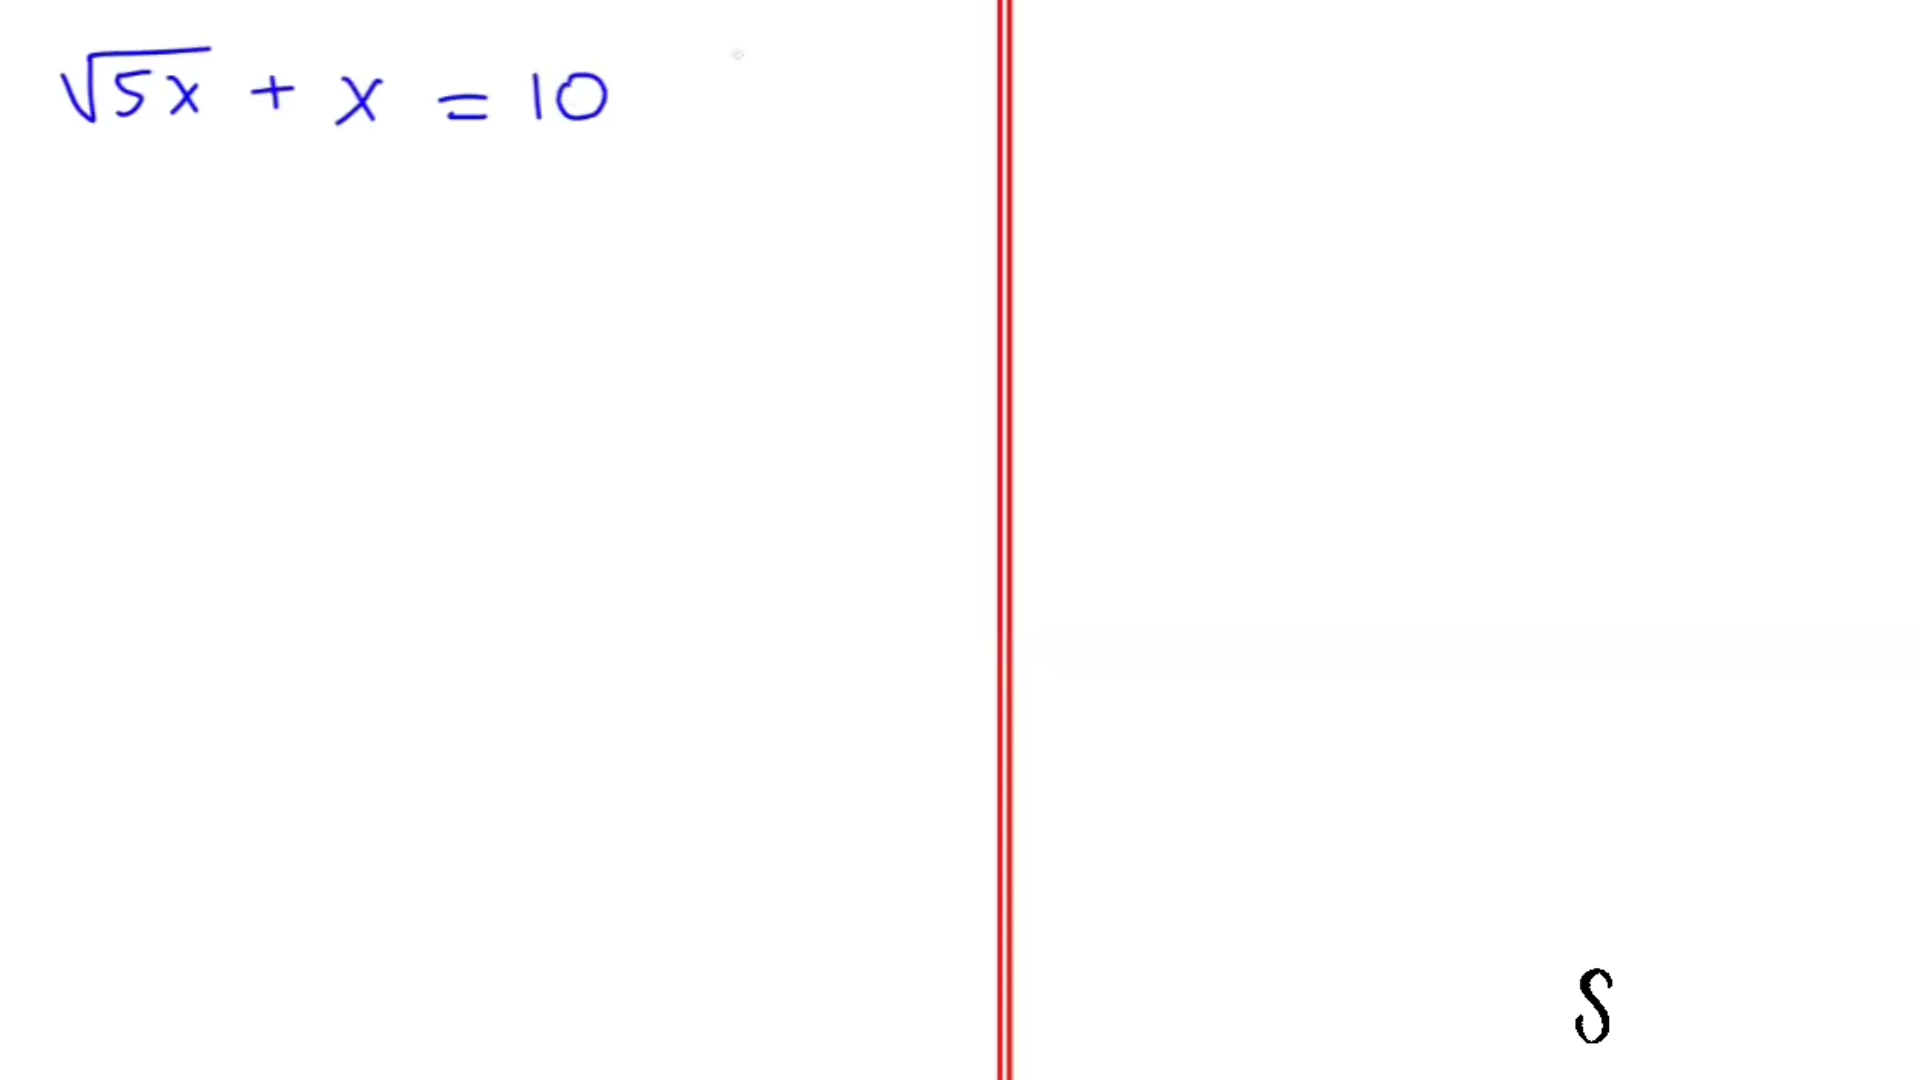 √5x + x = 10
S